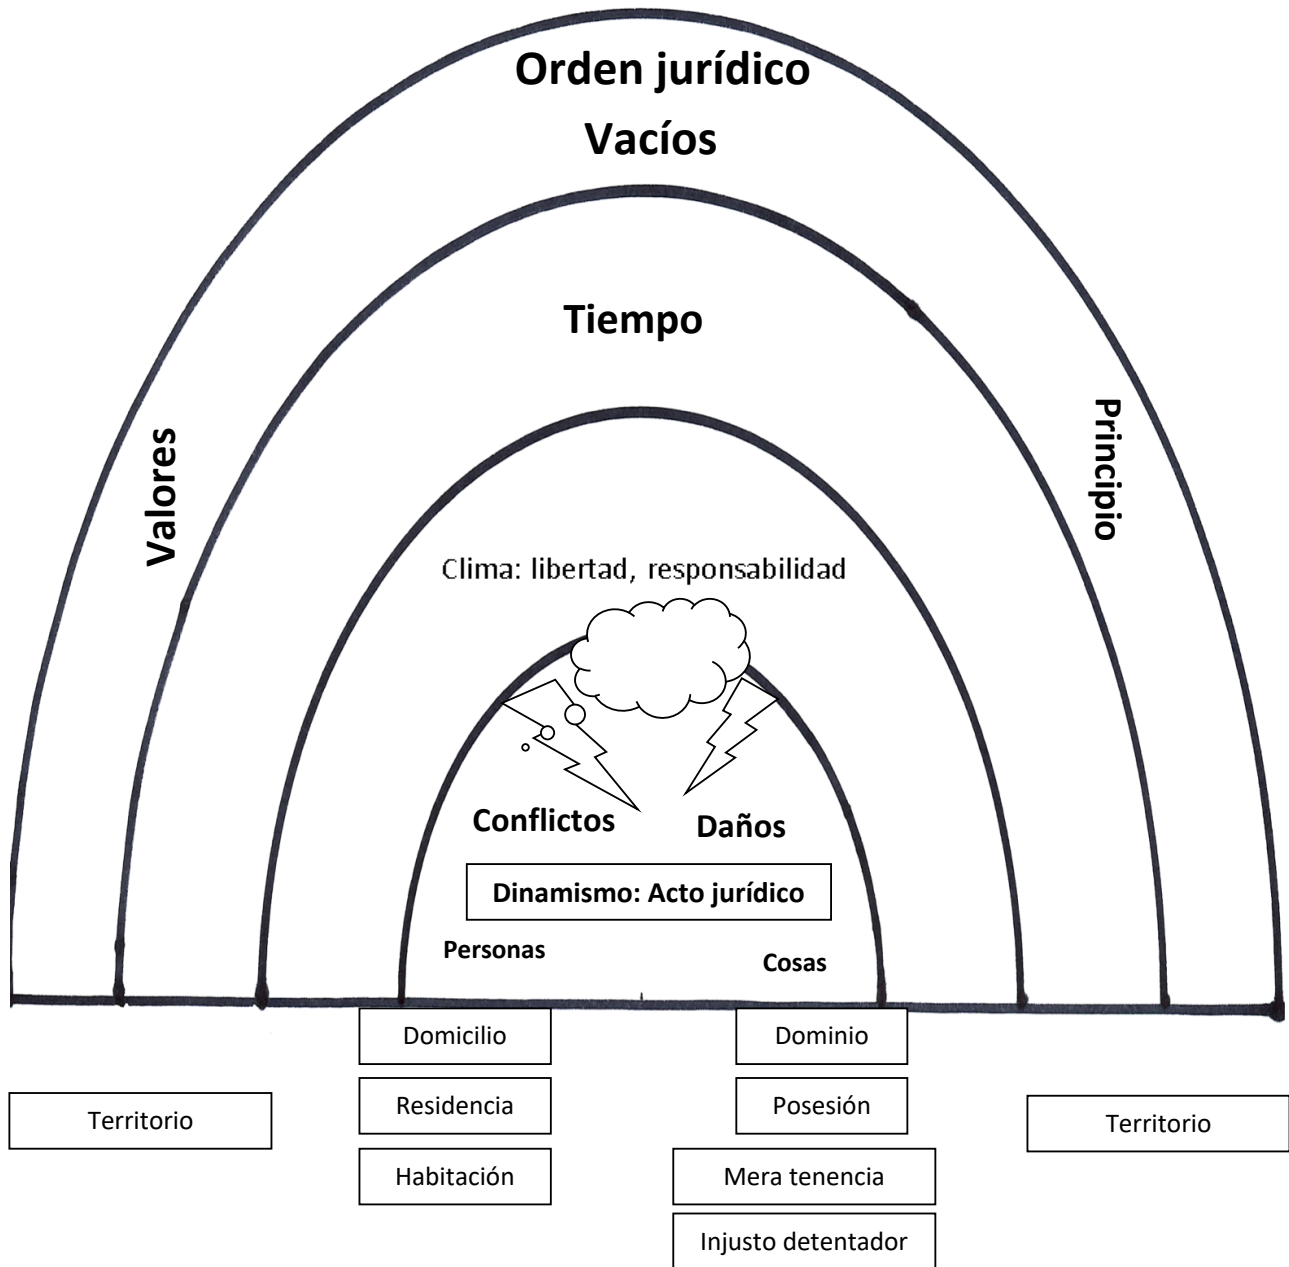 Orden jurídico
Vacíos
Tiempo
Valores
Principio
Clima: libertad, responsabilidad
Conflictos
Daños
Dinamismo: Acto jurídico
Personas
Cosas
Domicilio
Dominio
Residencia
Posesión
Territorio
Territorio
Habitación
Mera tenencia
Injusto detentador